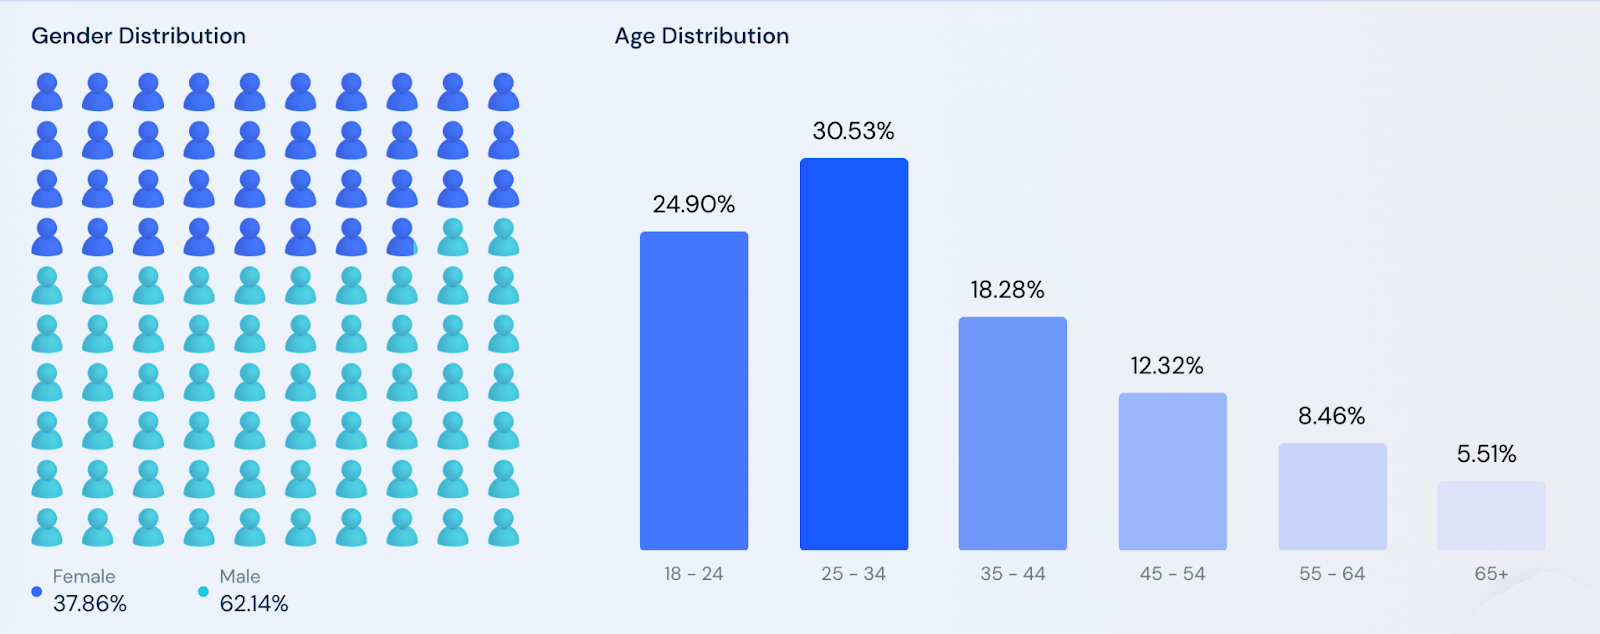 Gender Distribution
Female
37.86%
Male
62.14%
Age Distribution
24.90%
30.53%
18.28%
12.32%
8.46%
5.51%
18 - 24
25 - 34
35 - 44
45 - 54
55 - 64
65+